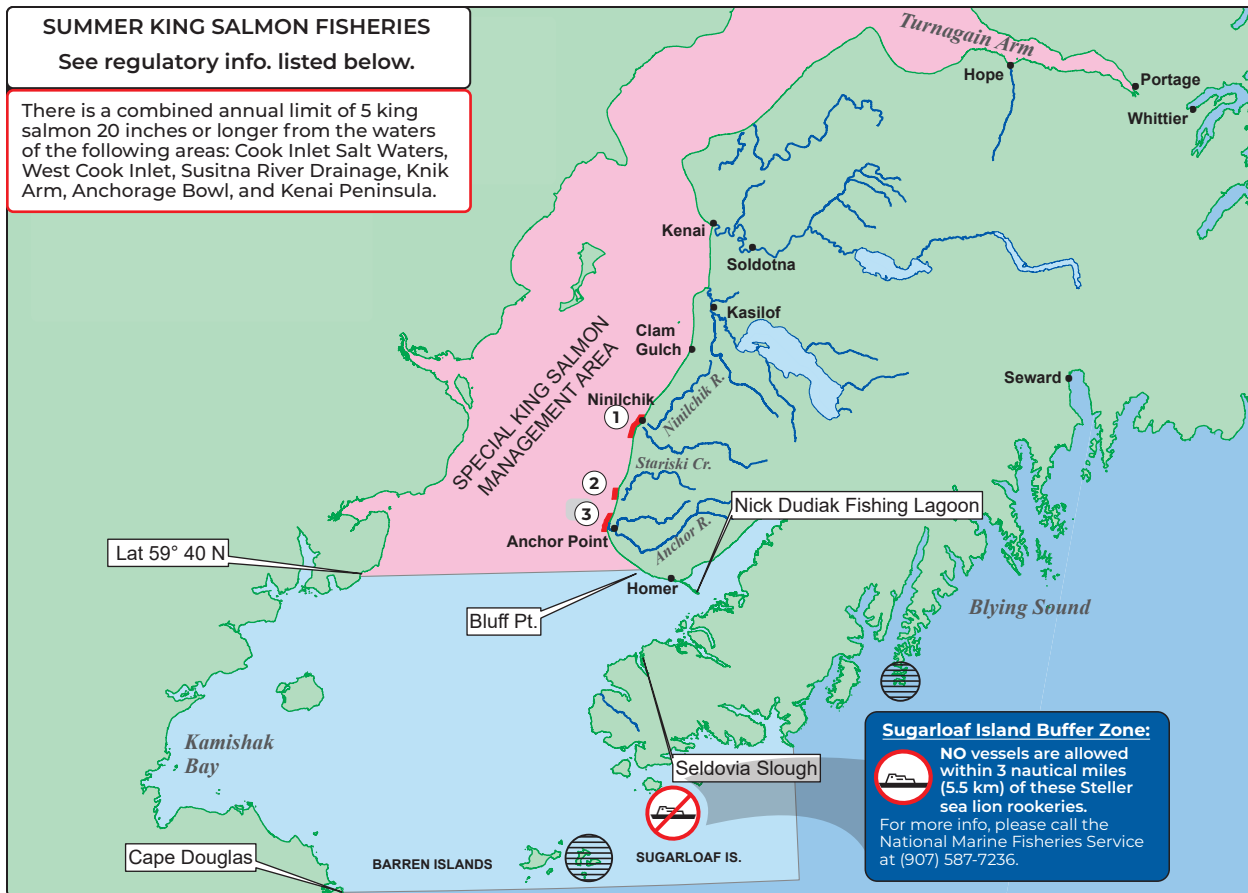 SUMMER KING SALMON FISHERIES
See regulatory info. listed below.
There is a combined annual limit of 5 king
salmon 20 inches or longer from the waters
of the following areas: Cook Inlet Salt Waters,
West Cook Inlet, Susitna River Drainage, Knik
Arm, Anchorage Bowl, and Kenai Peninsula.
Turnagain Arm
Hope
Portage
Whittier
Kenai
Soldotna
Kasilof
Clam
Gulch
Seward
SPECIAL KING SALMON
MANAGEMENT AREA
Ninilchik
1
Ninilchik R.
Stariski Cr.
2
3
Anchor Point
Anchor R.
Nick Dudiak Fishing Lagoon
Lat 59° 40 N
Homer
Bluff Pt.
Blying Sound
Kamishak
Bay
Seldovia Slough
Sugarloaf Island Buffer Zone:
NO vessels are allowed
within 3 nautical miles
(5.5 km) of these Steller
sea lion rookeries.
For more info, please call the
National Marine Fisheries Service
at (907) 587-7236.
Cape Douglas
BARREN ISLANDS
SUGARLOAF IS.